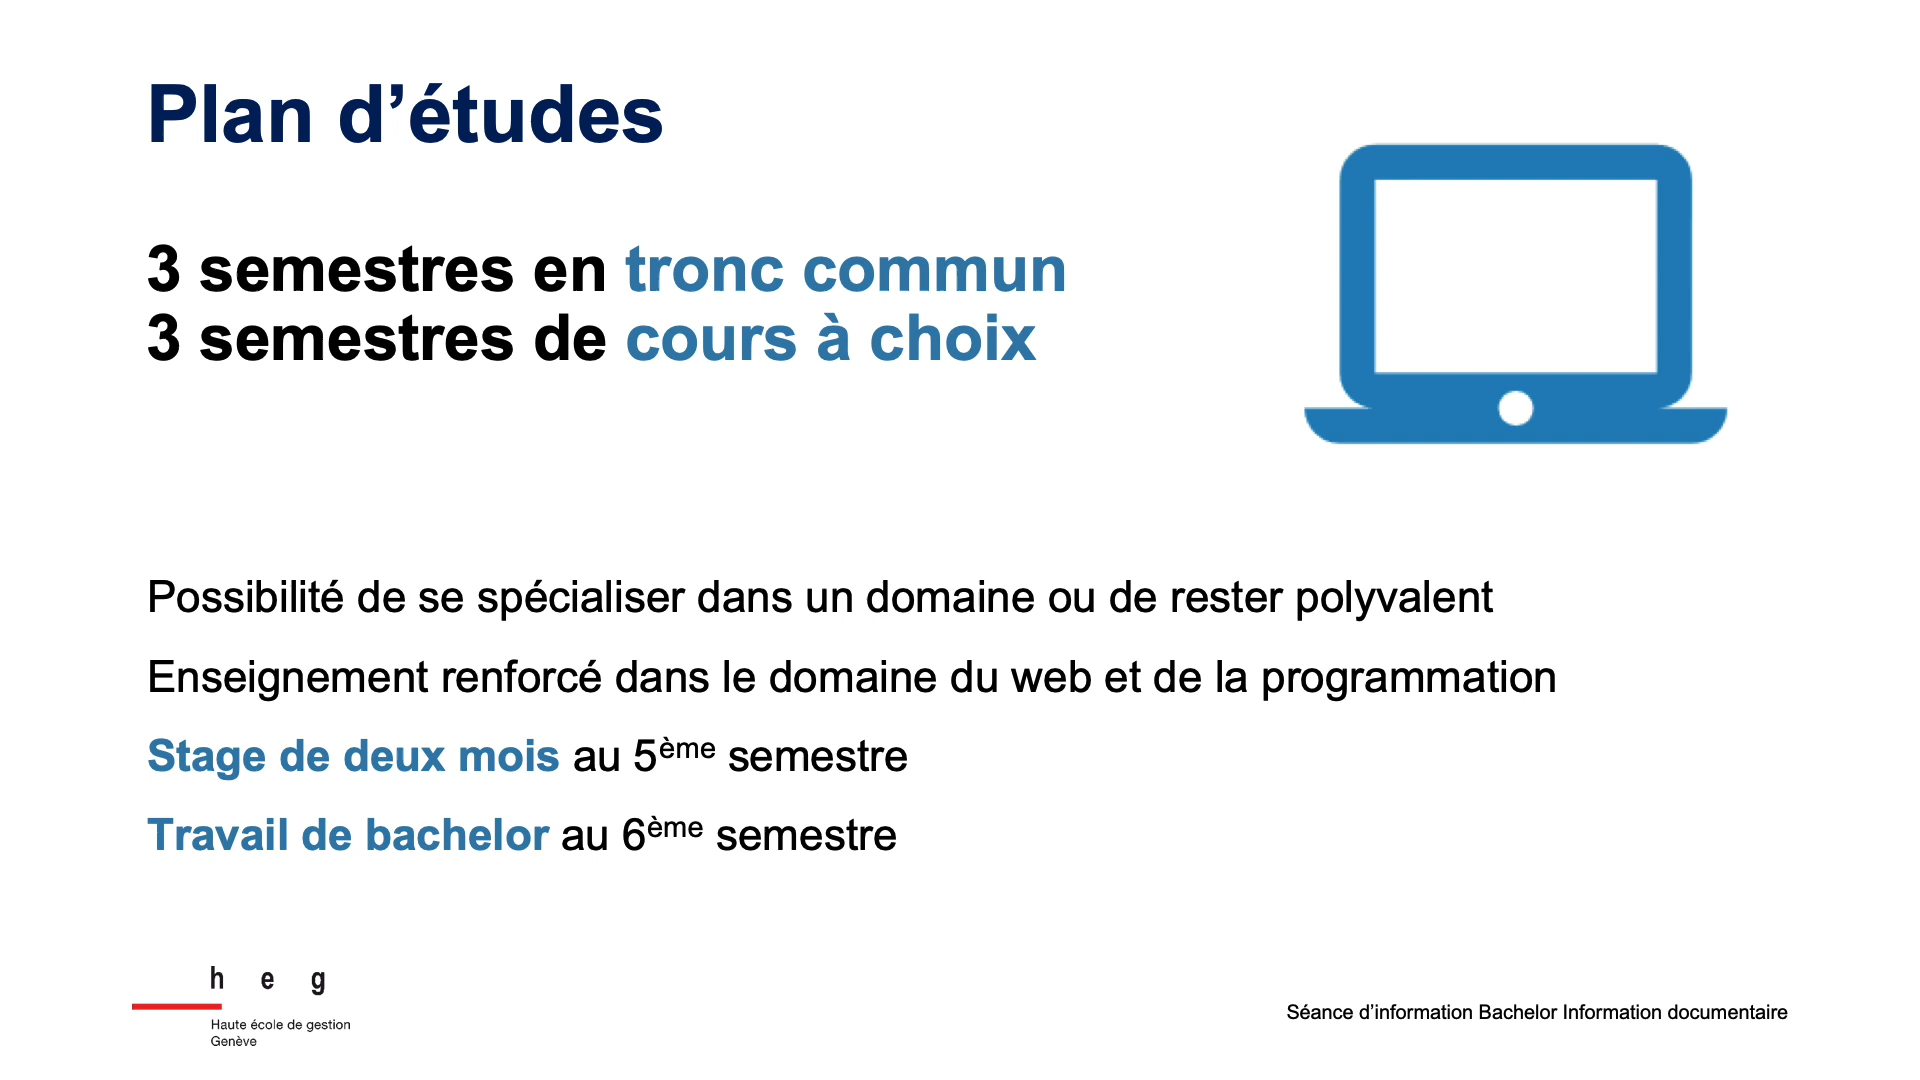 Plan d’études
3 semestres en tronc commun
3 semestres de cours à choix
Possibilité de se spécialiser dans un domaine ou de rester polyvalent
Enseignement renforcé dans le domaine du web et de la programmation
Stage de deux mois au 5ème semestre
Travail de bachelor au 6ème semestre
h e g
Haute école de gestion
Genève
Séance d’information Bachelor Information documentaire